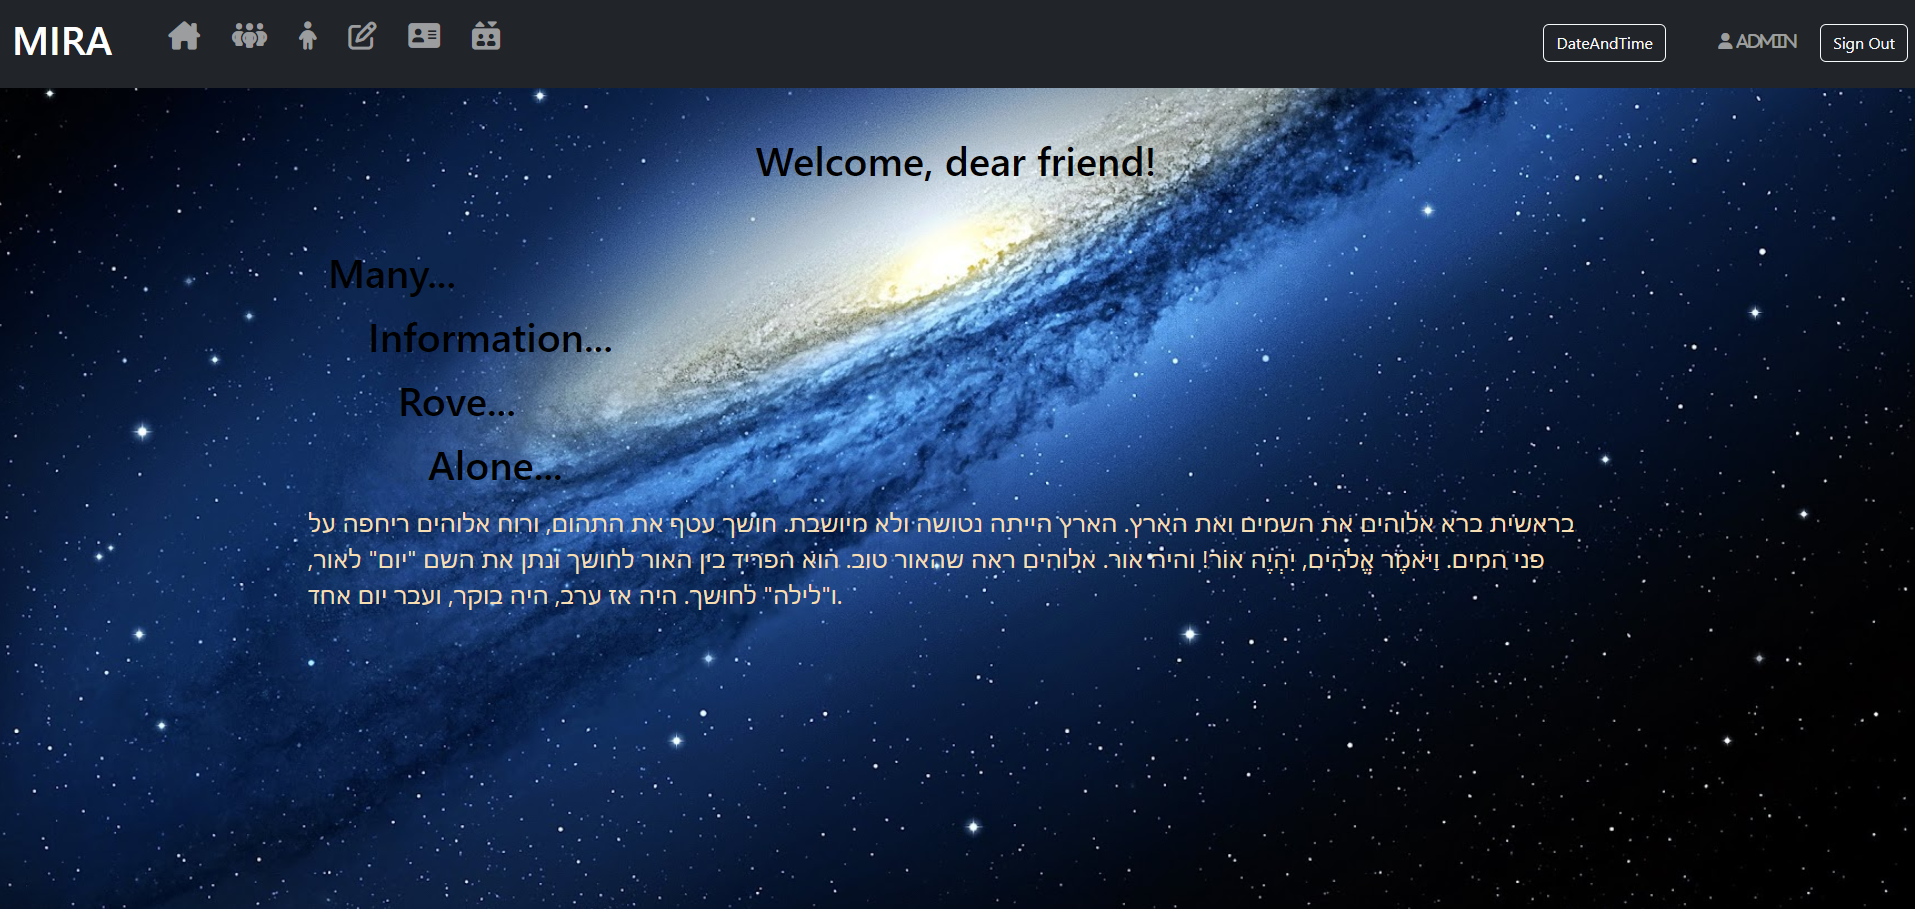 MIRA
DateAndTime
ADMIN
Sign Out
Welcome, dear friend!
Many...
Information...
Rove...
Alone...
בראשית ברא אלוהים את השמים ואת הארץ. הארץ הייתה נטושה ולא מיושבת. חושך עטף את התהום, ורוח אלוהים ריחפה על
פני המים. וַיֹּאמֶר אֱלֹהִים, יִהְיֶה אוֹר! והיה אור. אלוהים ראה שהאור טוב. הוא הפריד בין האור לחושך ונתן את השם "יום" לאור,
ו"לילה" לחושך. היה אז ערב, היה בוקר, ועבר יום אחד.